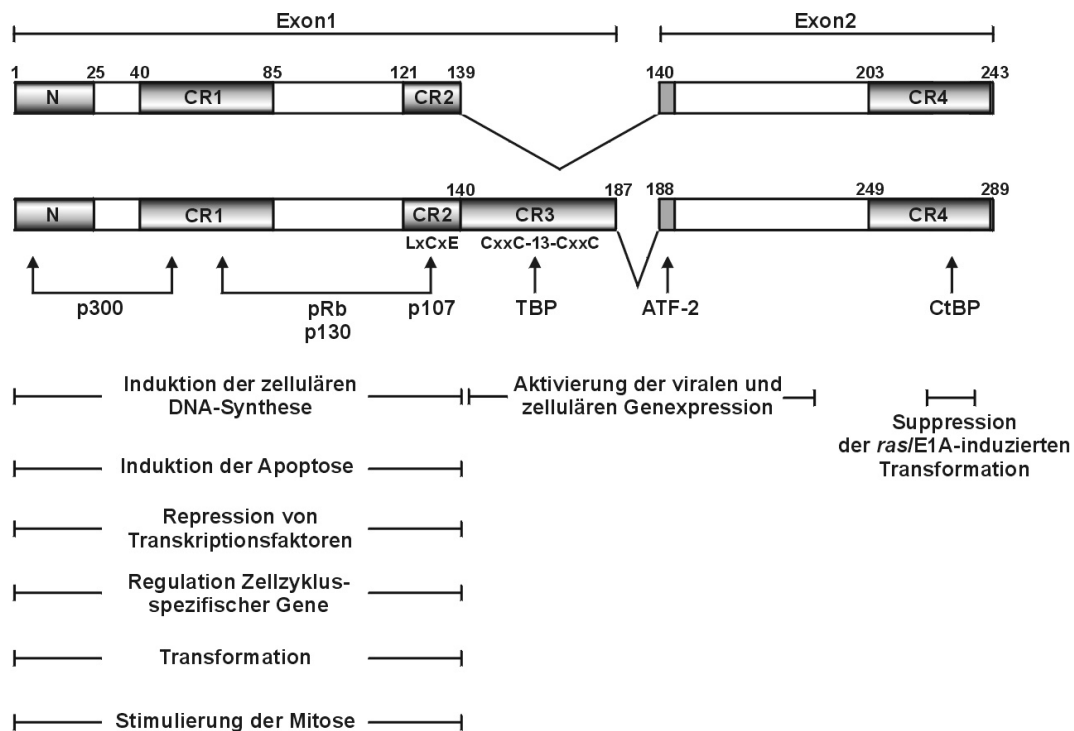 Exon1 Exon2
1 25 40 85 121 139 140 203 243
N CR1 CR2 CR4
140 187 188 249 289
N CR1 CR2 CR3 CR4
LxCxE CxxC-13-CxxC
p300 pRb p107 TBP ATF-2 CtBP
p130
Induktion der zellulären
DNA-Synthese
Aktivierung der viralen und
zellulären Genexpression
Suppression
der ras/E1A-induzierten
Transformation
Induktion der Apoptose
Repression von
Transkriptionsfaktoren
Regulation Zellzyklus-
spezifischer Gene
Transformation
Stimulierung der Mitose